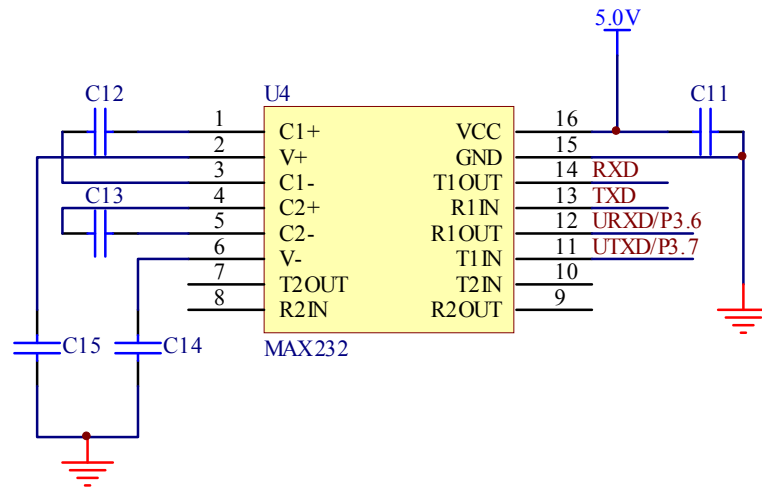 5.0V
U4
C12
C11
1 C1+ VCC 16
2 V+ GND 15
3 C1- T1OUT 14 RXD
4 C2+ R1IN 13 TXD
C13
5 C2- R1OUT 12 URXD/P3.6
6 V- T1IN 11 UTXD/P3.7
7 T2OUT T2IN 10
8 R2IN R2OUT 9
C15 C14 MAX232